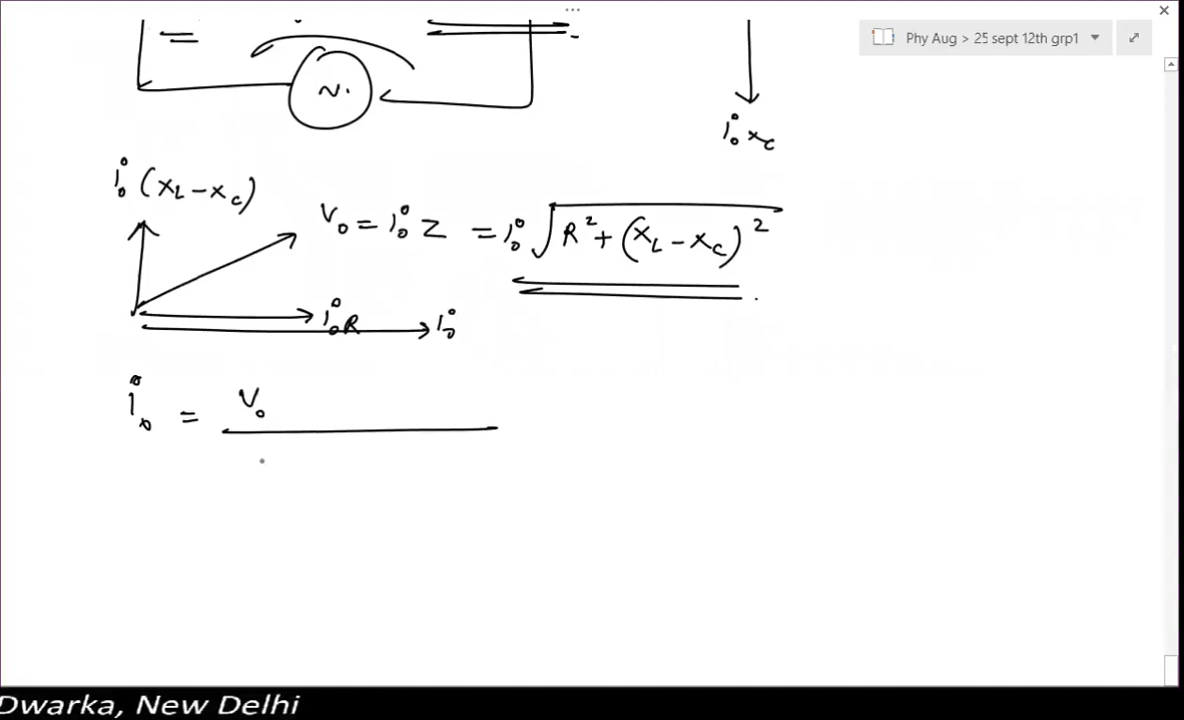 Phy Aug > 25 sept 12th grp1
N.
i₀ x_C
i₀ (x_L - x_C)
V₀ = i₀ Z = i₀ √(R² + (x_L - x_C)²)
i₀R
i₀
i₀ = V₀
Dwarka, New Delhi